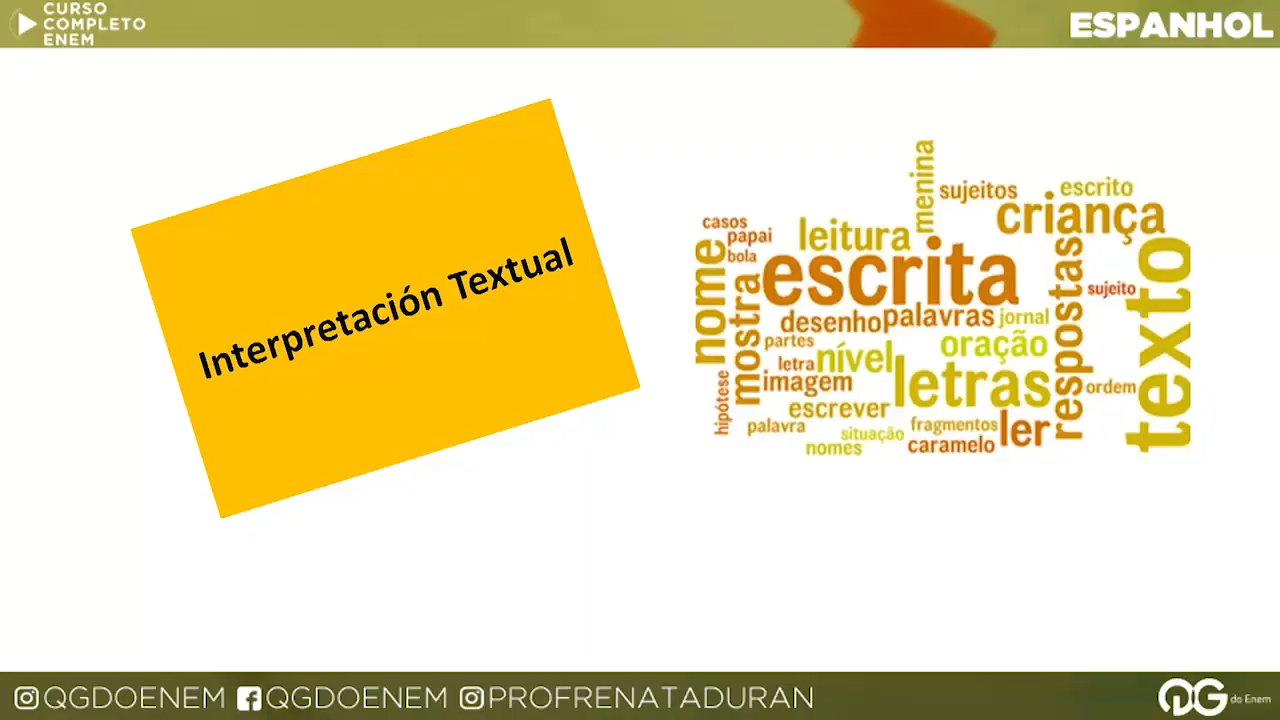 CURSO
COMPLETO
ENEM
ESPANHOL
Interpretación Textual
menina
sujeitos
escrito
criança
casos
papai
bola
leitura
nome
mostra
escrita
respostas
sujeito
texto
desenho
palavras
jornal
partes
oração
letra
nível
imagem
letras
ordem
hipótese
escrever
palavra
situação
fragmentos
ler
nomes
caramelo
QGDOENEM QGDOENEM PROFRENATADURAN
QG do Enem